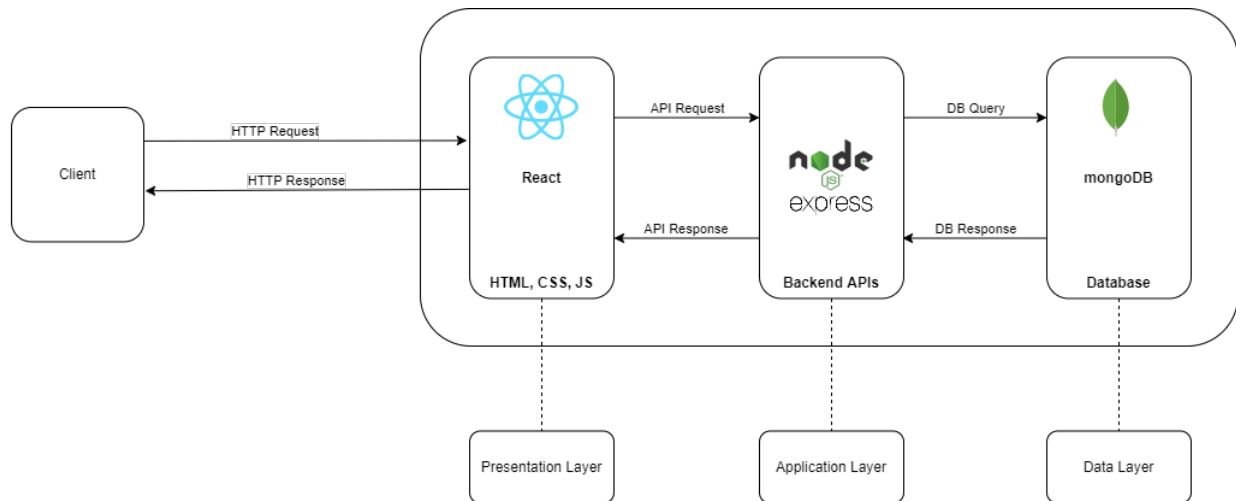 Client
HTTP Request
HTTP Response
React
HTML, CSS, JS
API Request
API Response
node
JS
express
Backend APIs
DB Query
DB Response
mongoDB
Database
Presentation Layer
Application Layer
Data Layer